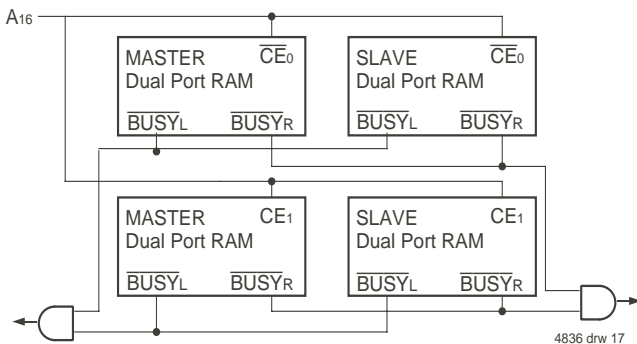 A16
MASTER CE0 SLAVE CE0
Dual Port RAM Dual Port RAM
BUSYL BUSYR BUSYL BUSYR
MASTER CE1 SLAVE CE1
Dual Port RAM Dual Port RAM
BUSYL BUSYR BUSYL BUSYR
4836 drw 17